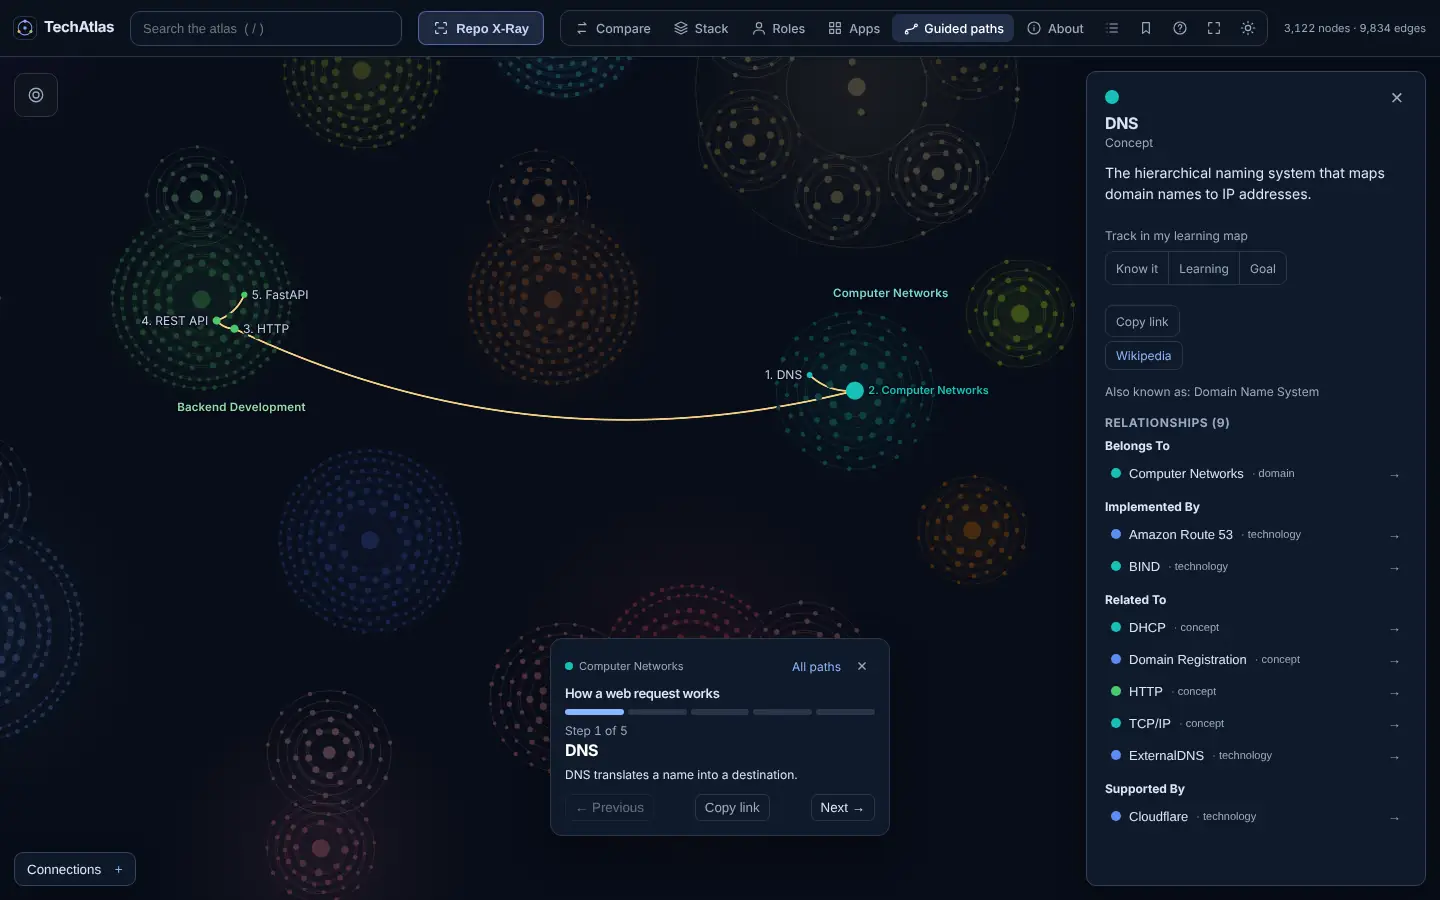 TechAtlas
Search the atlas ( / )
Repo X-Ray
Compare
Stack
Roles
Apps
Guided paths
About
3,122 nodes · 9,834 edges
5. FastAPI
4. REST API
3. HTTP
Backend Development
Computer Networks
1. DNS
2. Computer Networks
Computer Networks
All paths
How a web request works
Step 1 of 5
DNS
DNS translates a name into a destination.
← Previous
Copy link
Next →
Connections +
DNS
Concept
The hierarchical naming system that maps
domain names to IP addresses.
Track in my learning map
Know it
Learning
Goal
Copy link
Wikipedia
Also known as: Domain Name System
RELATIONSHIPS (9)
Belongs To
Computer Networks · domain →
Implemented By
Amazon Route 53 · technology →
BIND · technology →
Related To
DHCP · concept →
Domain Registration · concept →
HTTP · concept →
TCP/IP · concept →
ExternalDNS · technology →
Supported By
Cloudflare · technology →